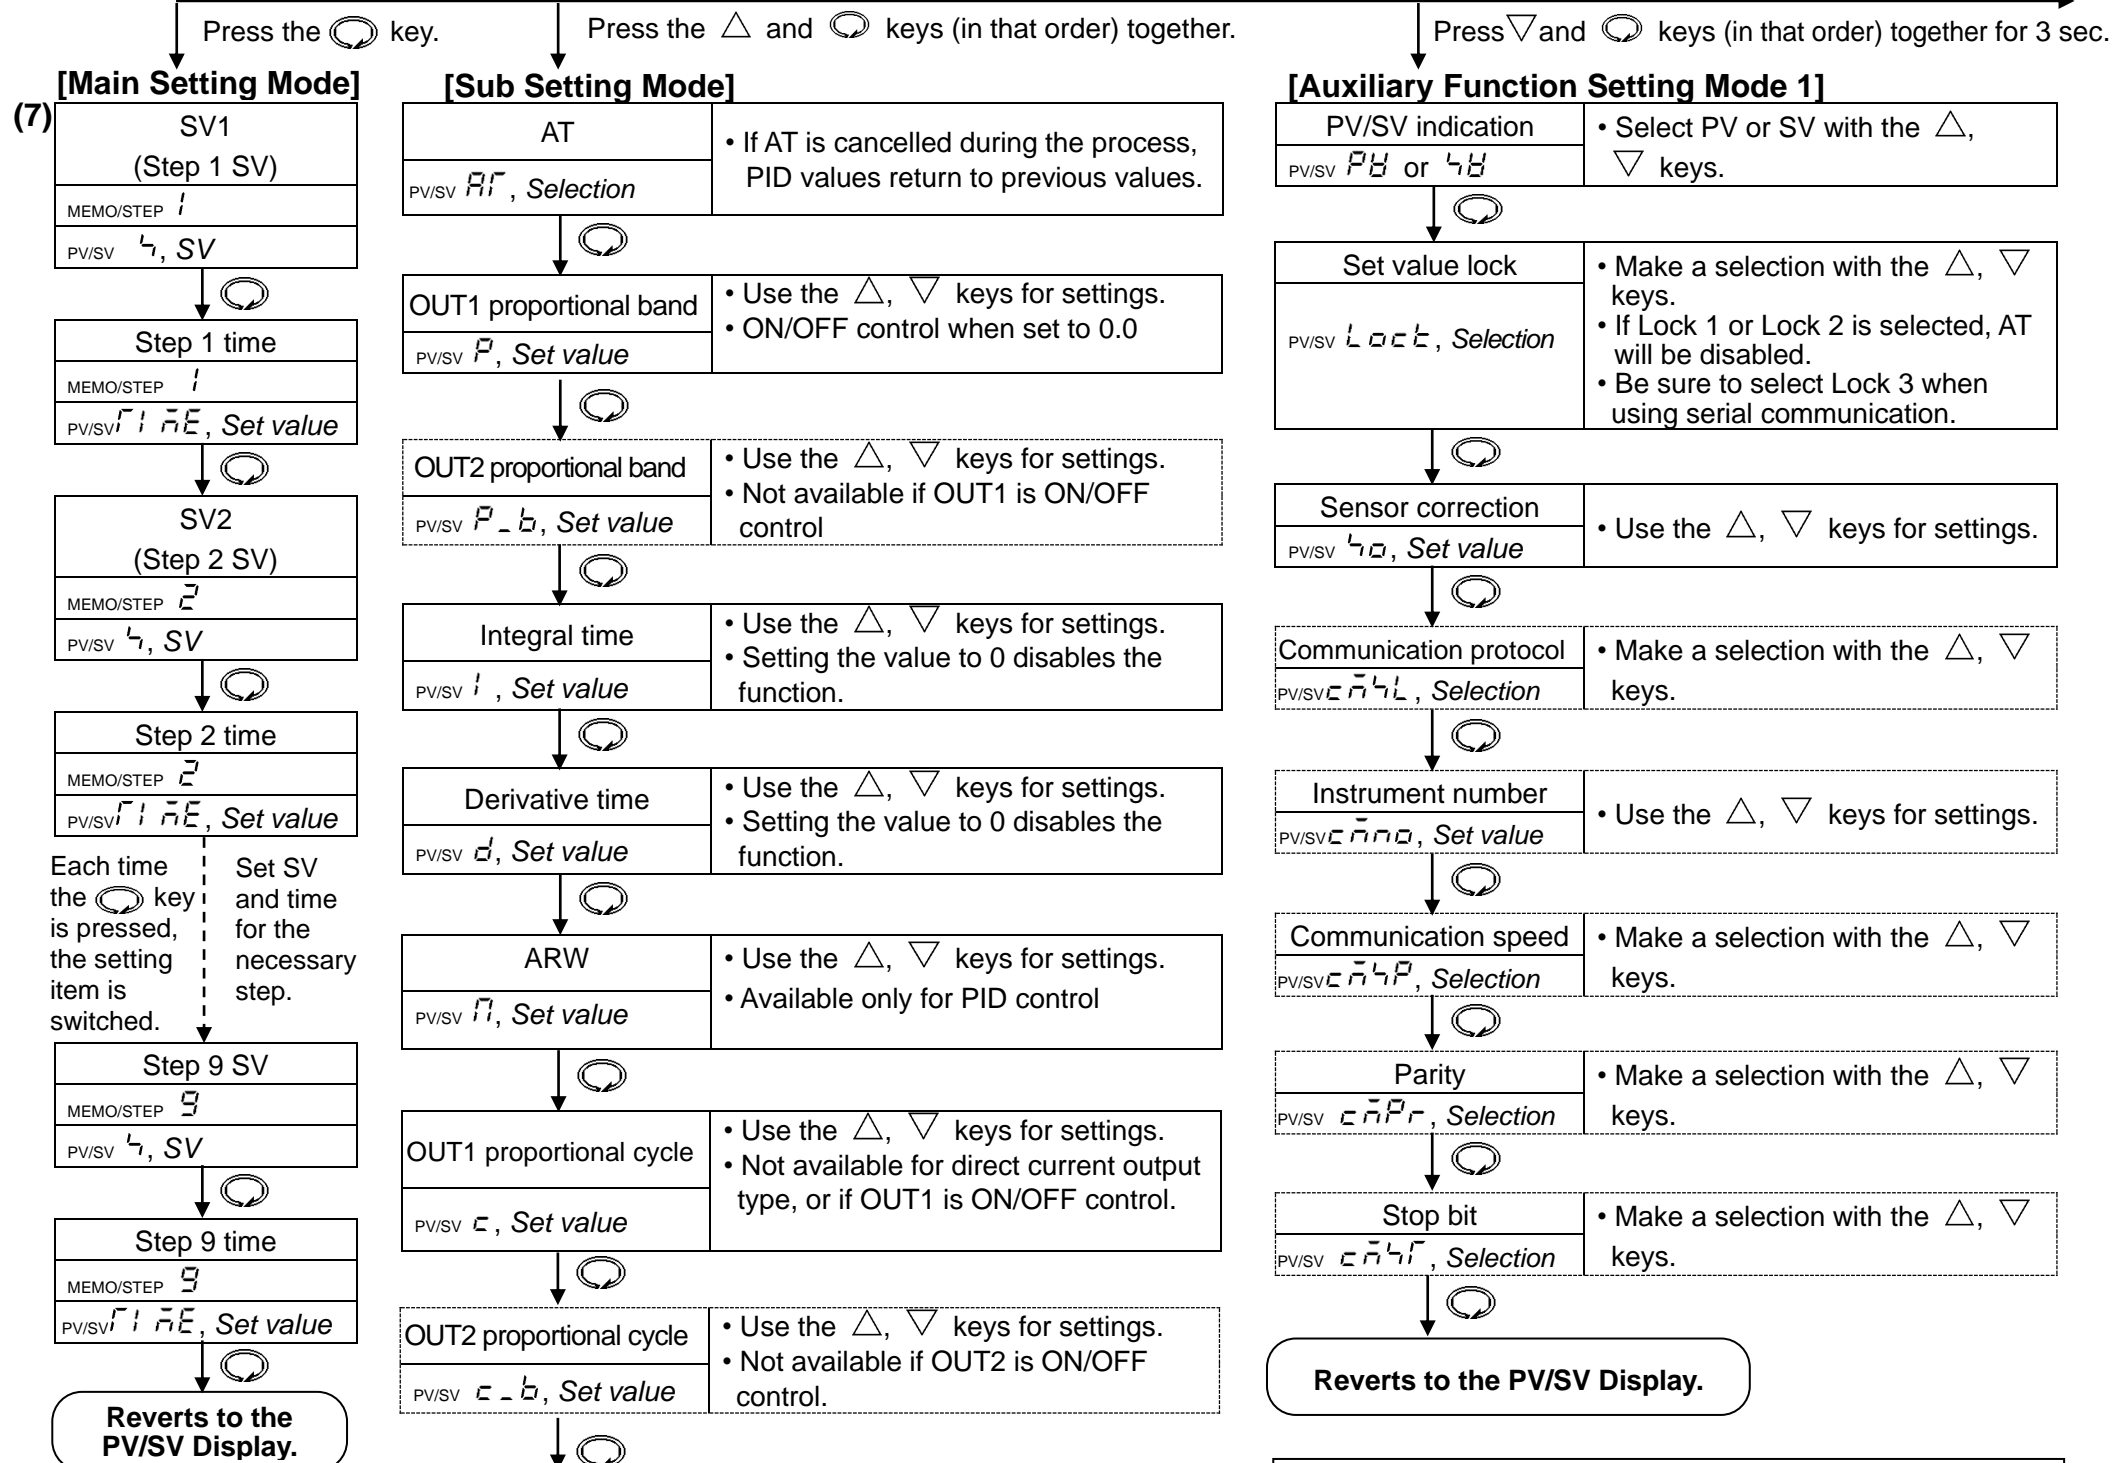 Press the key.
Press the △ and keys (in that order) together.
Press ▽ and keys (in that order) together for 3 sec.
[Main Setting Mode]
(7)
SV1
(Step 1 SV)
MEMO/STEP 1
PV/SV S, SV
Step 1 time
MEMO/STEP 1
PV/SV TIME, Set value
SV2
(Step 2 SV)
MEMO/STEP 2
PV/SV S, SV
Step 2 time
MEMO/STEP 2
PV/SV TIME, Set value
Each time
the key
is pressed,
the setting
item is
switched.
Set SV
and time
for the
necessary
step.
Step 9 SV
MEMO/STEP 9
PV/SV S, SV
Step 9 time
MEMO/STEP 9
PV/SV TIME, Set value
Reverts to the
PV/SV Display.
[Sub Setting Mode]
AT
PV/SV AT, Selection
• If AT is cancelled during the process,
PID values return to previous values.
OUT1 proportional band
PV/SV P, Set value
• Use the △, ▽ keys for settings.
• ON/OFF control when set to 0.0
OUT2 proportional band
PV/SV P_b, Set value
• Use the △, ▽ keys for settings.
• Not available if OUT1 is ON/OFF
control
Integral time
PV/SV I, Set value
• Use the △, ▽ keys for settings.
• Setting the value to 0 disables the
function.
Derivative time
PV/SV d, Set value
• Use the △, ▽ keys for settings.
• Setting the value to 0 disables the
function.
ARW
PV/SV , Set value
• Use the △, ▽ keys for settings.
• Available only for PID control
OUT1 proportional cycle
PV/SV c, Set value
• Use the △, ▽ keys for settings.
• Not available for direct current output
type, or if OUT1 is ON/OFF control.
OUT2 proportional cycle
PV/SV c_b, Set value
• Use the △, ▽ keys for settings.
• Not available if OUT2 is ON/OFF
control.
[Auxiliary Function Setting Mode 1]
PV/SV indication
PV/SV PV or SV
• Select PV or SV with the △,
▽ keys.
Set value lock
PV/SV Lock, Selection
• Make a selection with the △, ▽
keys.
• If Lock 1 or Lock 2 is selected, AT
will be disabled.
• Be sure to select Lock 3 when
using serial communication.
Sensor correction
PV/SV So, Set value
• Use the △, ▽ keys for settings.
Communication protocol
PV/SV cmSL, Selection
• Make a selection with the △, ▽
keys.
Instrument number
PV/SV cmno, Set value
• Use the △, ▽ keys for settings.
Communication speed
PV/SV cmSP, Selection
• Make a selection with the △, ▽
keys.
Parity
PV/SV cmPr, Selection
• Make a selection with the △, ▽
keys.
Stop bit
PV/SV cmST, Selection
• Make a selection with the △, ▽
keys.
Reverts to the PV/SV Display.